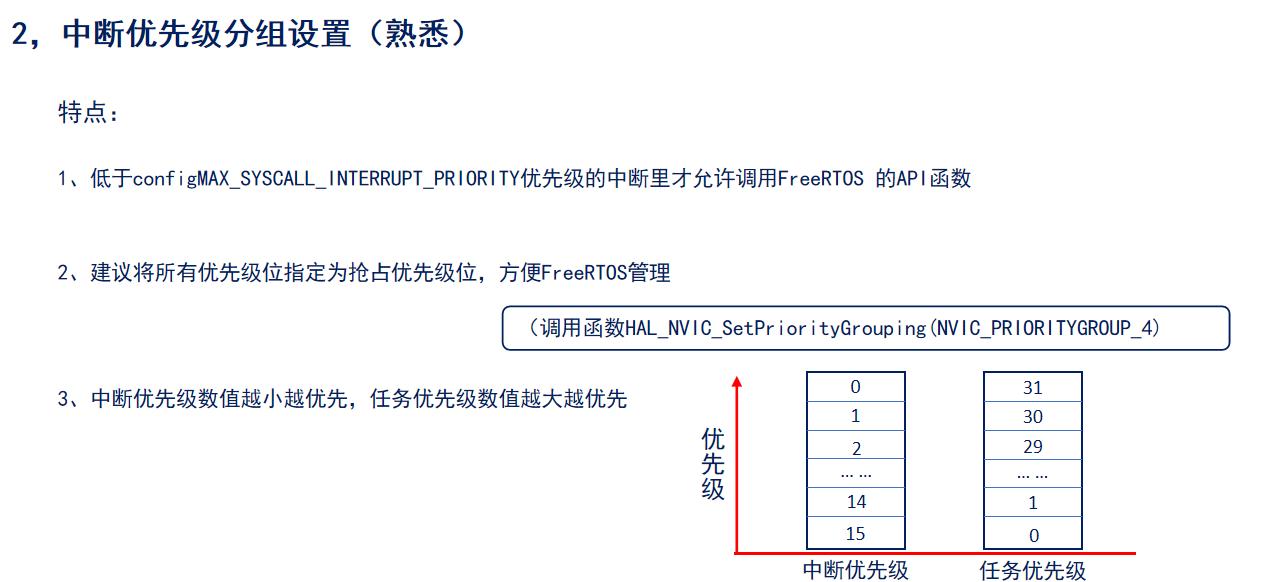 2，中断优先级分组设置（熟悉）
特点：
1、低于configMAX_SYSCALL_INTERRUPT_PRIORITY优先级的中断里才允许调用FreeRTOS 的API函数
2、建议将所有优先级位指定为抢占优先级位，方便FreeRTOS管理
（调用函数HAL_NVIC_SetPriorityGrouping(NVIC_PRIORITYGROUP_4)
3、中断优先级数值越小越优先，任务优先级数值越大越优先
优先级
0
1
2
… …
14
15
中断优先级
31
30
29
… …
1
0
任务优先级